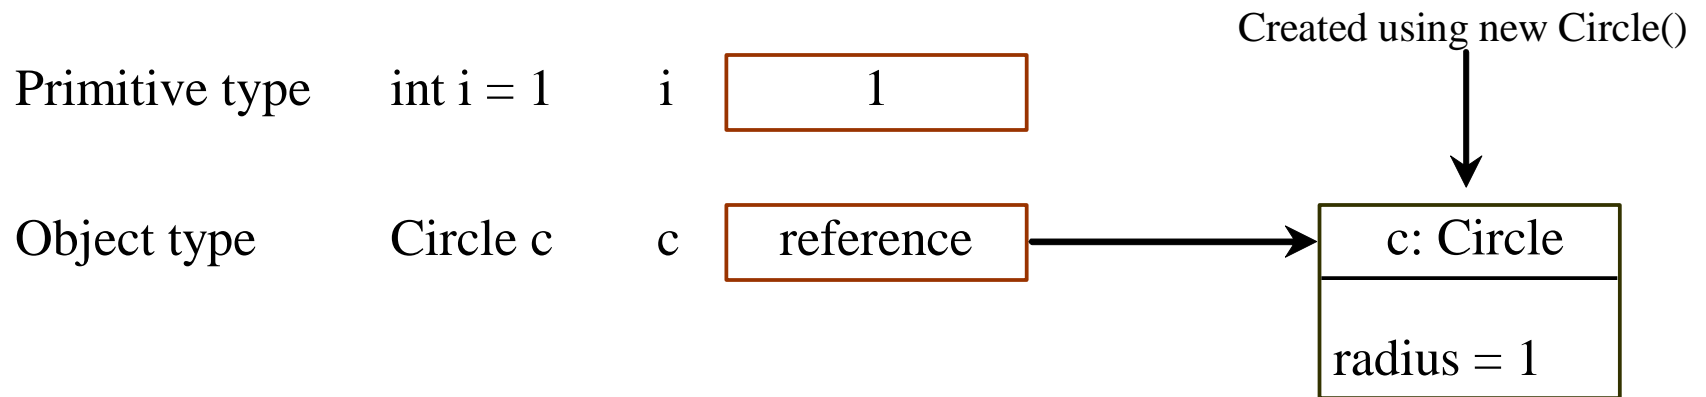 Created using new Circle()
Primitive type int i = 1 i 1
Object type Circle c c reference c: Circle
radius = 1